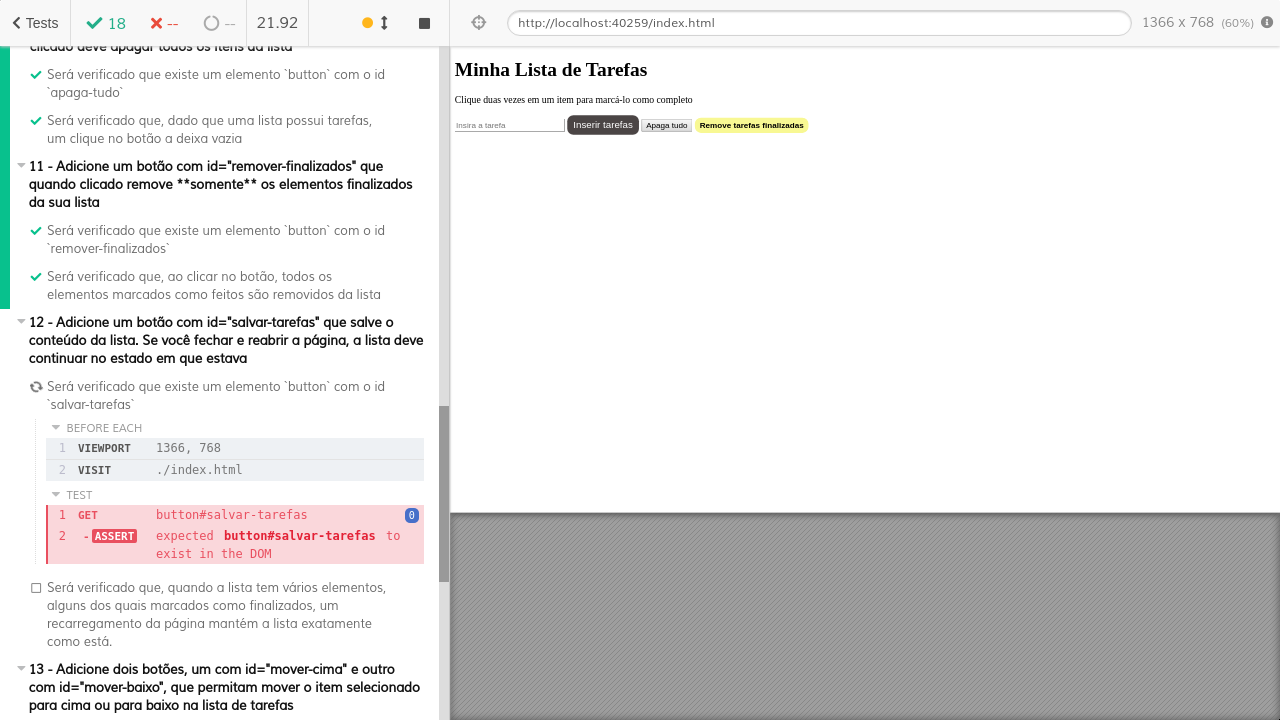 Tests
18
--
--
21.92
http://localhost:40259/index.html
1366 x 768 (60%)
clicado deve apagar todos os itens da lista
Será verificado que existe um elemento `button` com o id
`apaga-tudo`
Será verificado que, dado que uma lista possui tarefas,
um clique no botão a deixa vazia
11 - Adicione um botão com id="remover-finalizados" que
quando clicado remove **somente** os elementos finalizados
da sua lista
Será verificado que existe um elemento `button` com o id
`remover-finalizados`
Será verificado que, ao clicar no botão, todos os
elementos marcados como feitos são removidos da lista
12 - Adicione um botão com id="salvar-tarefas" que salve o
conteúdo da lista. Se você fechar e reabrir a página, a lista deve
continuar no estado em que estava
Será verificado que existe um elemento `button` com o id
`salvar-tarefas`
BEFORE EACH
1 VIEWPORT 1366, 768
2 VISIT ./index.html
TEST
1 GET button#salvar-tarefas 0
2 -ASSERT expected button#salvar-tarefas to
exist in the DOM
Será verificado que, quando a lista tem vários elementos,
alguns dos quais marcados como finalizados, um
recarregamento da página mantém a lista exatamente
como está.
13 - Adicione dois botões, um com id="mover-cima" e outro
com id="mover-baixo", que permitam mover o item selecionado
para cima ou para baixo na lista de tarefas
Minha Lista de Tarefas
Clique duas vezes em um item para marcá-lo como completo
Insira a tarefa
Inserir tarefas
Apaga tudo
Remove tarefas finalizadas